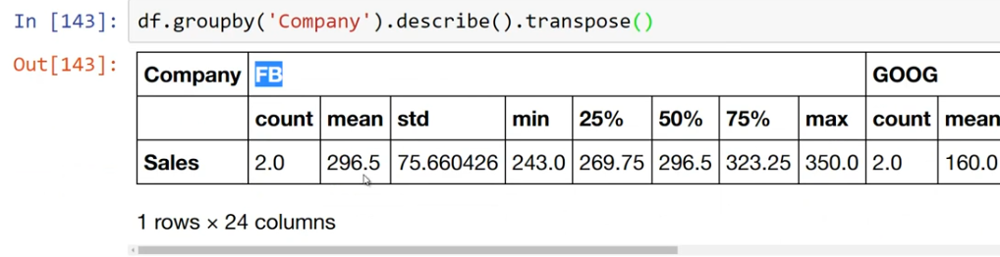 In [143]: df.groupby('Company').describe().transpose()
Out[143]:
Company FB GOOG
count mean std min 25% 50% 75% max count mean
Sales 2.0 296.5 75.660426 243.0 269.75 296.5 323.25 350.0 2.0 160.0
1 rows × 24 columns